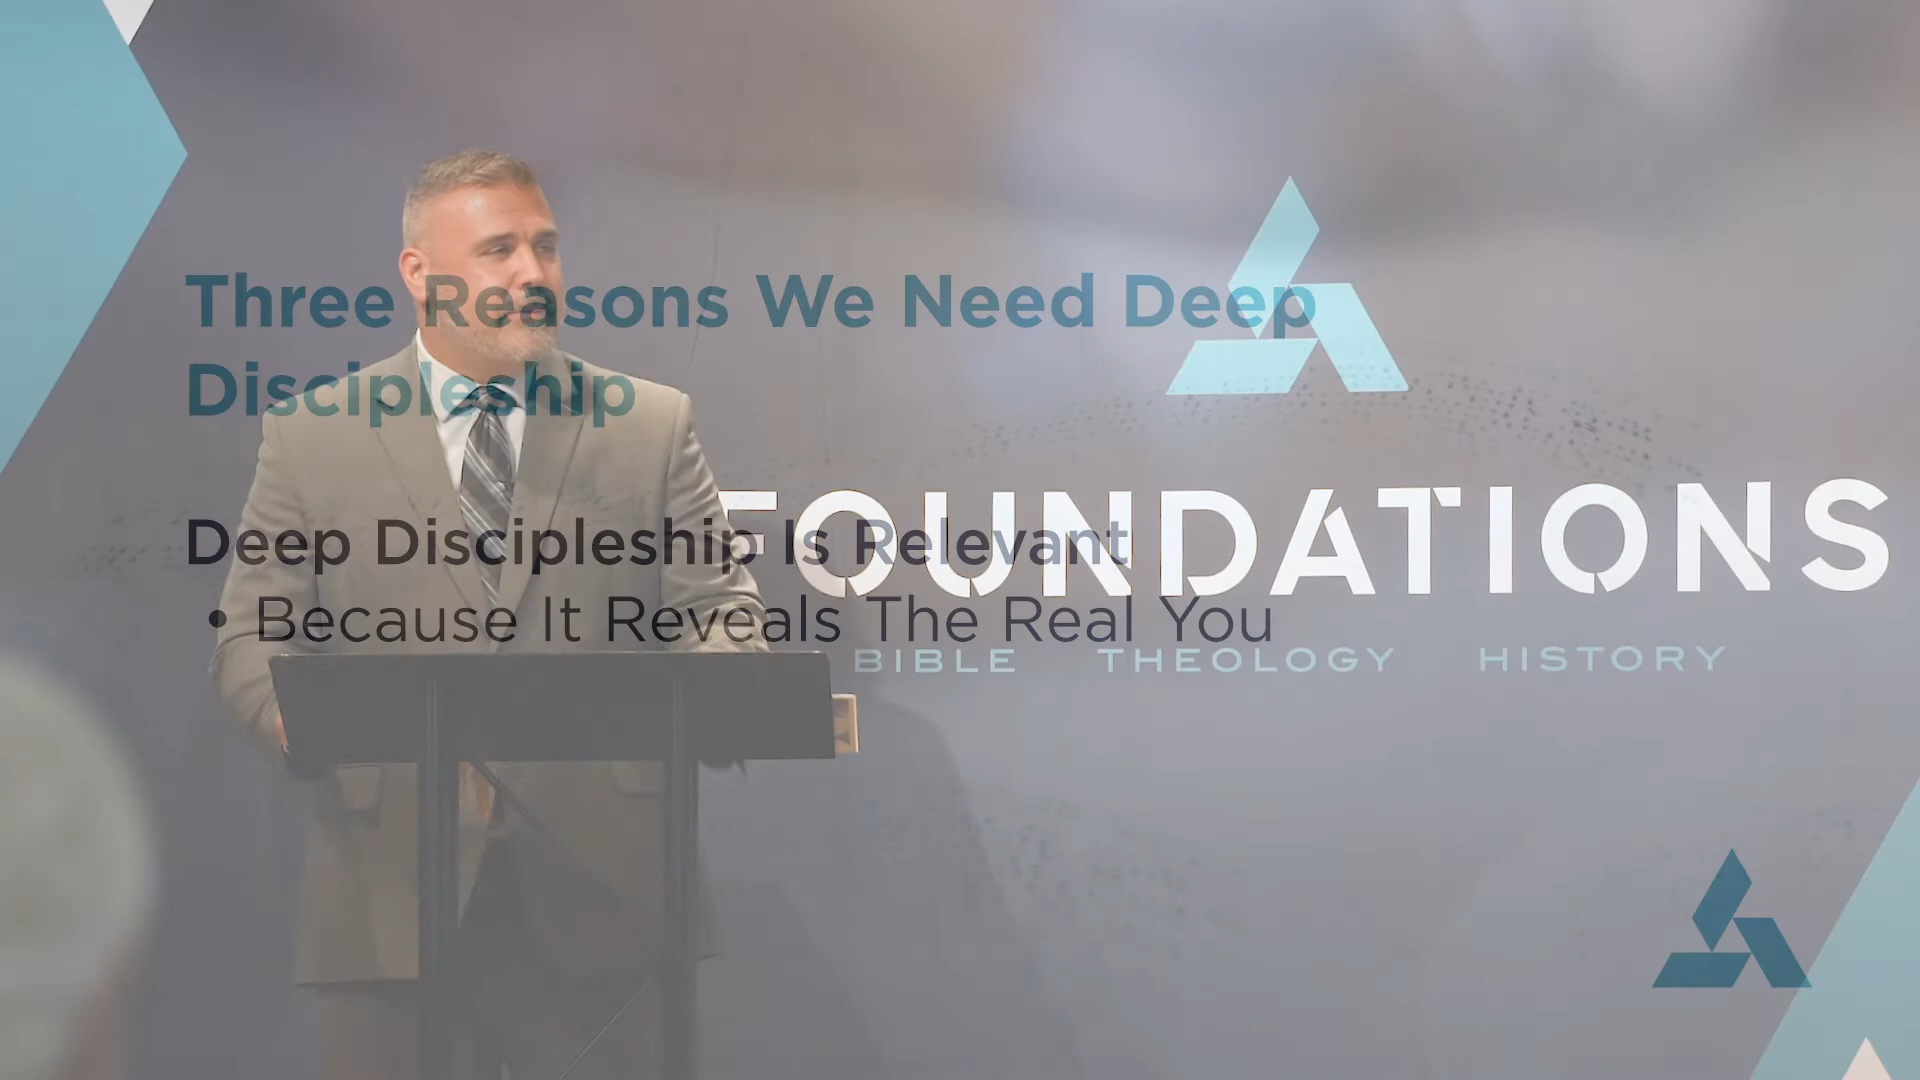 Three Reasons We Need Deep
Discipleship
FOUNDATIONS
Deep Discipleship Is Relevant
• Because It Reveals The Real You
BIBLE THEOLOGY HISTORY